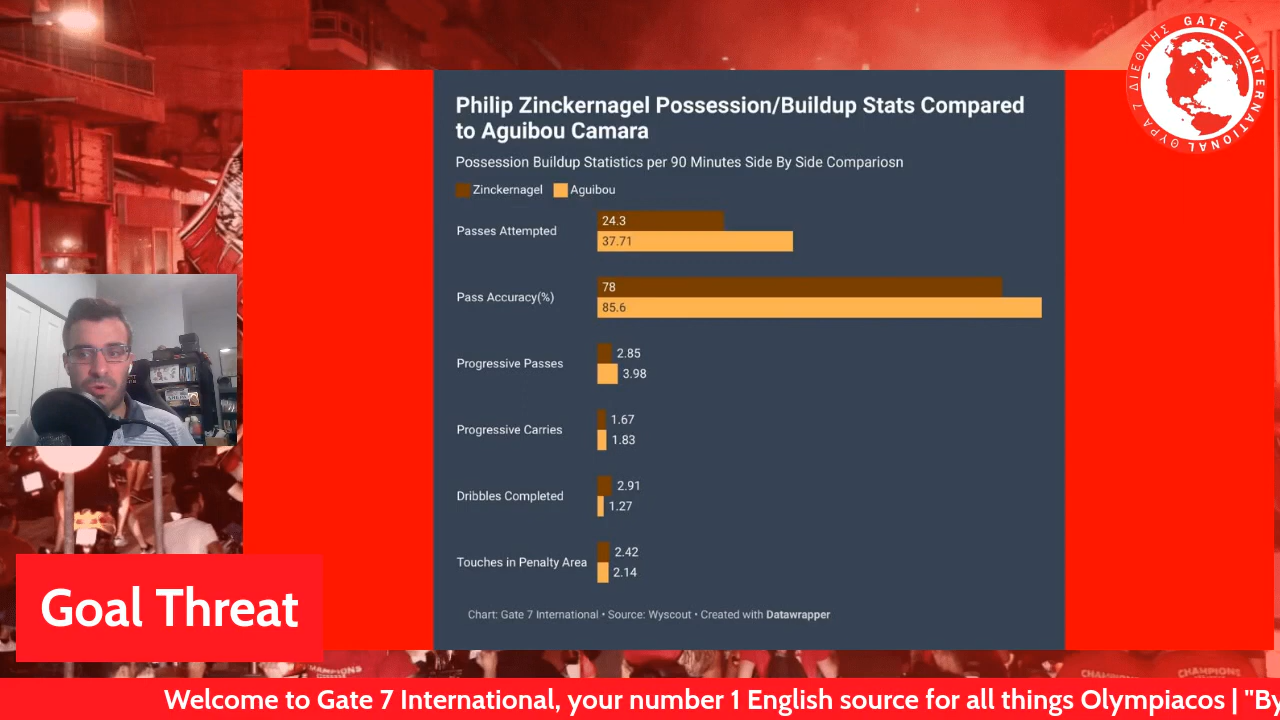 GATE 7 INTERNATIONAL
ΘΥΡΑ 7 ΔΙΕΘΝΗΣ
Philip Zinckernagel Possession/Buildup Stats Compared
to Aguibou Camara
Possession Buildup Statistics per 90 Minutes Side By Side Compariosn
Zinckernagel Aguibou
Passes Attempted
24.3
37.71
Pass Accuracy(%)
78
85.6
Progressive Passes
2.85
3.98
Progressive Carries
1.67
1.83
Dribbles Completed
2.91
1.27
Touches in Penalty Area
2.42
2.14
Chart: Gate 7 International • Source: Wyscout • Created with Datawrapper
Goal Threat
CHAMPIONS
CHAMPIONS
Welcome to Gate 7 International, your number 1 English source for all things Olympiacos | "By